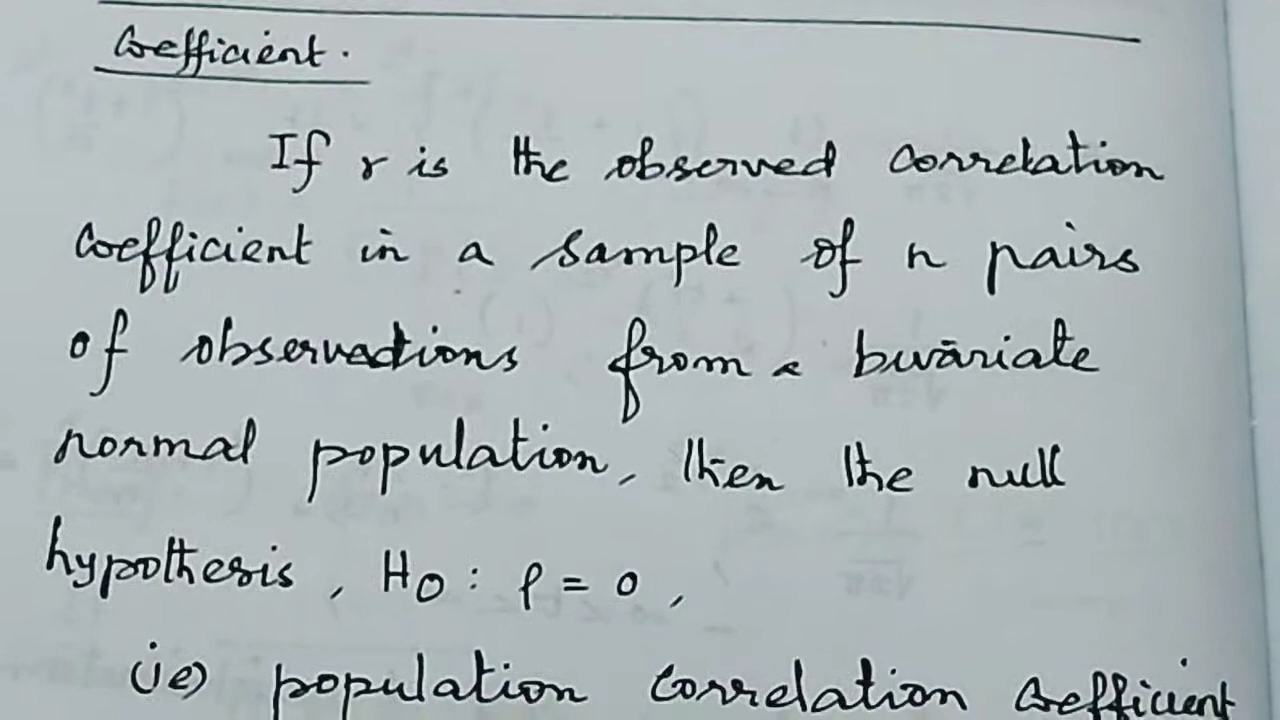 Coefficient.
If r is the observed correlation
coefficient in a sample of n pairs
of observations from a bivariate
normal population, then the null
hypothesis, H0 : ρ = 0,
(ie) population correlation coefficient